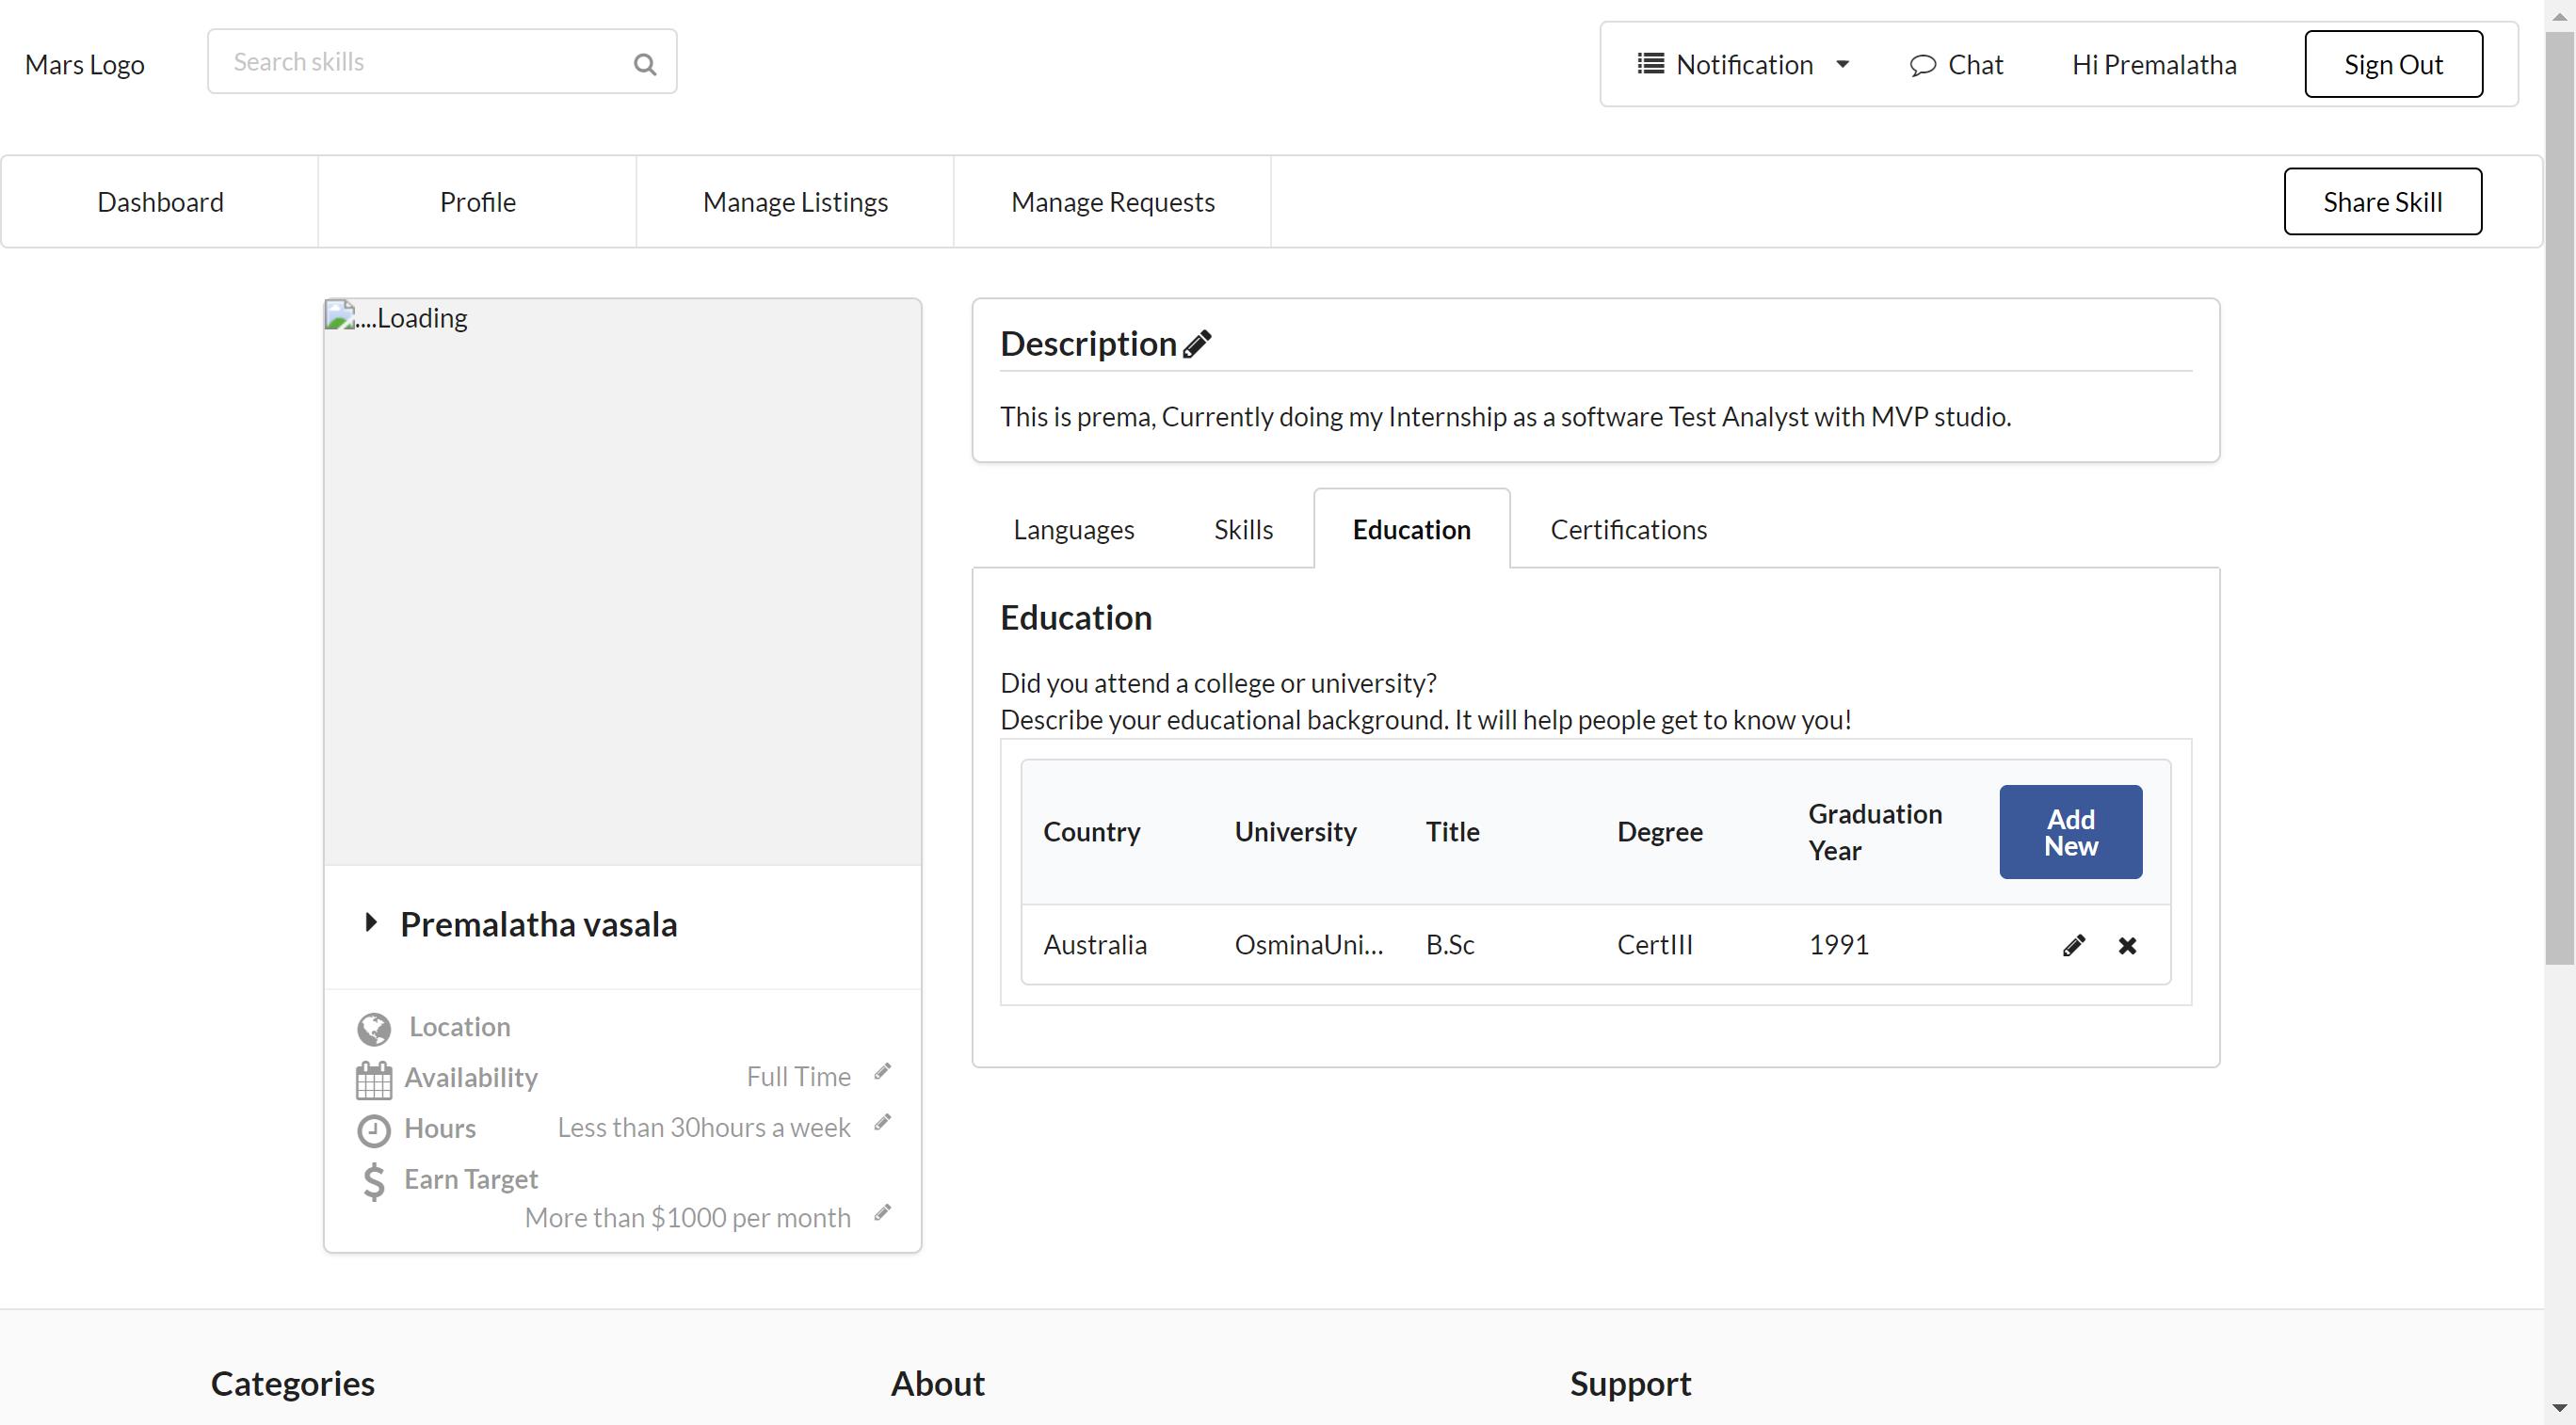 Mars Logo
Search skills
Notification
Chat
Hi Premalatha
Sign Out
Dashboard
Profile
Manage Listings
Manage Requests
Share Skill
....Loading
Premalatha vasala
Location
Availability
Full Time
Hours
Less than 30hours a week
Earn Target
More than $1000 per month
Description
This is prema, Currently doing my Internship as a software Test Analyst with MVP studio.
Languages
Skills
Education
Certifications
Education
Did you attend a college or university?
Describe your educational background. It will help people get to know you!
Country
University
Title
Degree
Graduation
Year
Add
New
Australia
OsminaUni...
B.Sc
CertIII
1991
Categories
About
Support